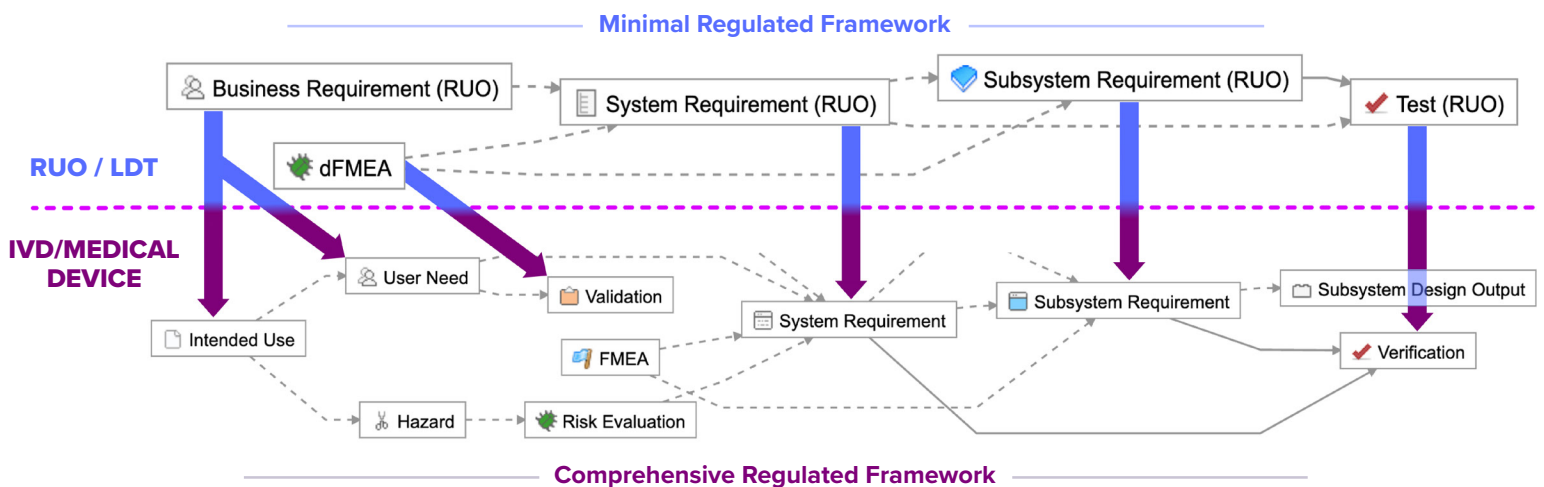 Minimal Regulated Framework
Business Requirement (RUO)
System Requirement (RUO)
Subsystem Requirement (RUO)
Test (RUO)
dFMEA
RUO / LDT
IVD/MEDICAL
DEVICE
User Need
Validation
Intended Use
System Requirement
Subsystem Requirement
Subsystem Design Output
FMEA
Verification
Hazard
Risk Evaluation
Comprehensive Regulated Framework